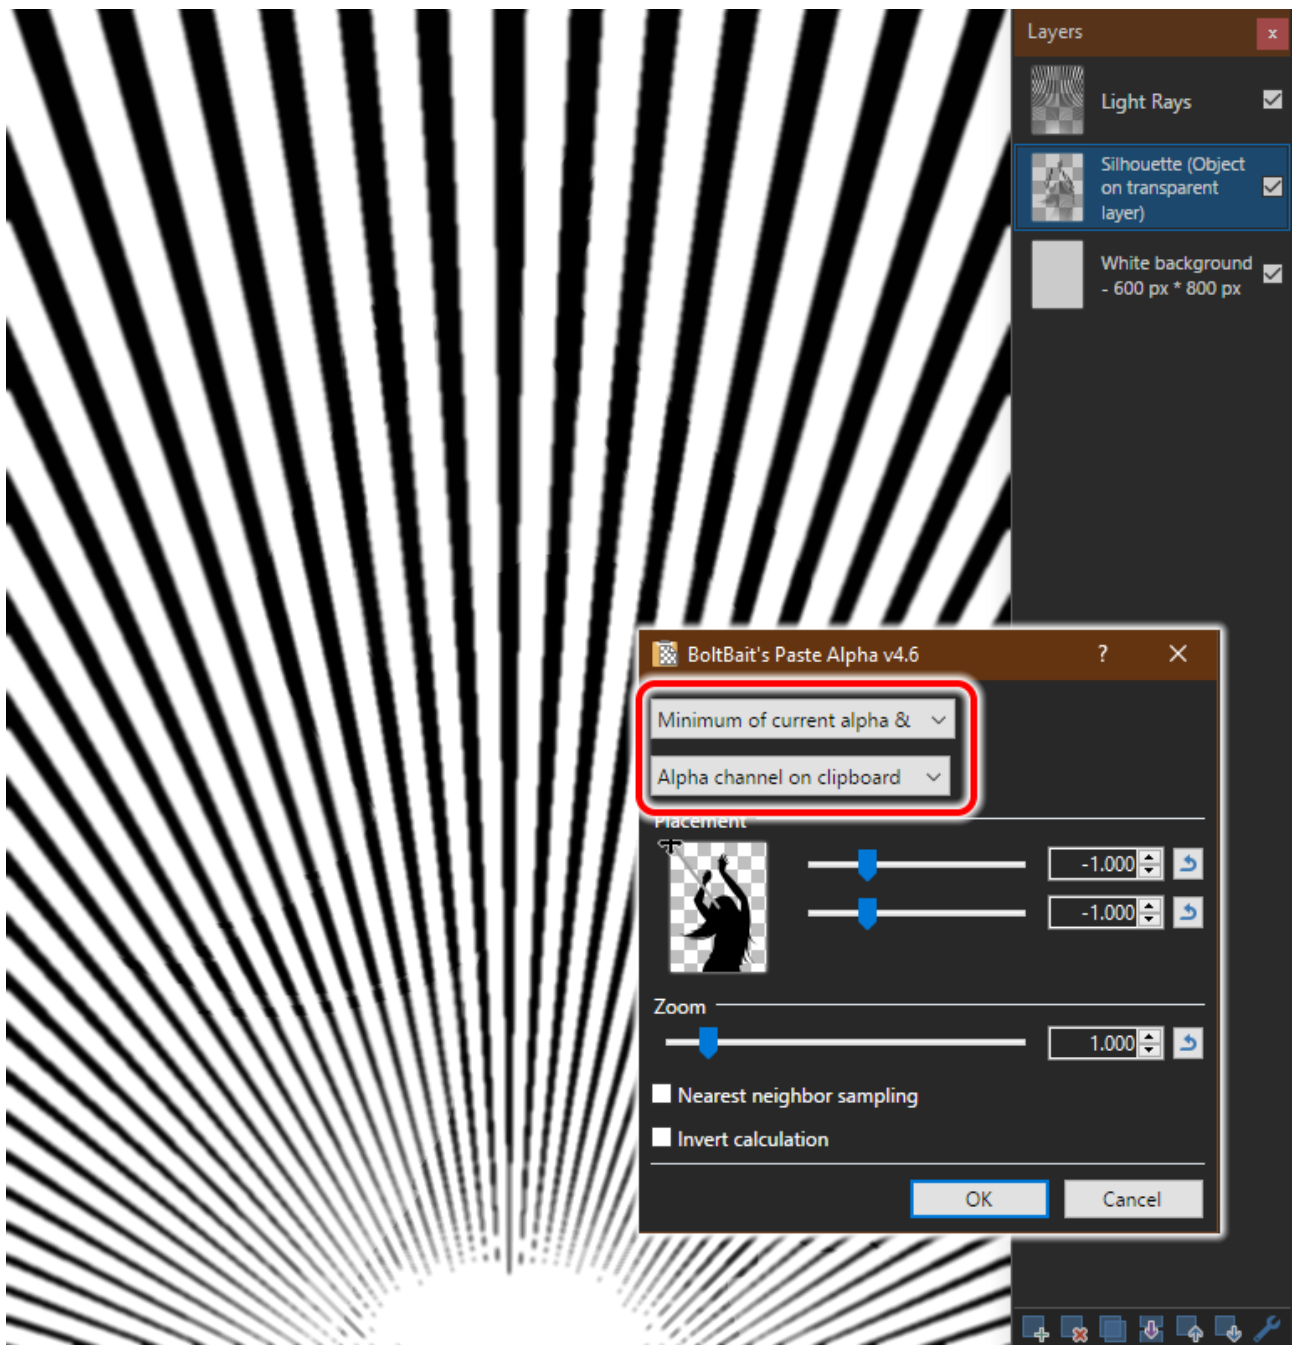 Layers
x
Light Rays
Silhouette (Object
on transparent
layer)
White background
- 600 px * 800 px
BoltBait's Paste Alpha v4.6
?
Minimum of current alpha &
Alpha channel on clipboard
Placement
-1.000
-1.000
Zoom
1.000
Nearest neighbor sampling
Invert calculation
OK
Cancel